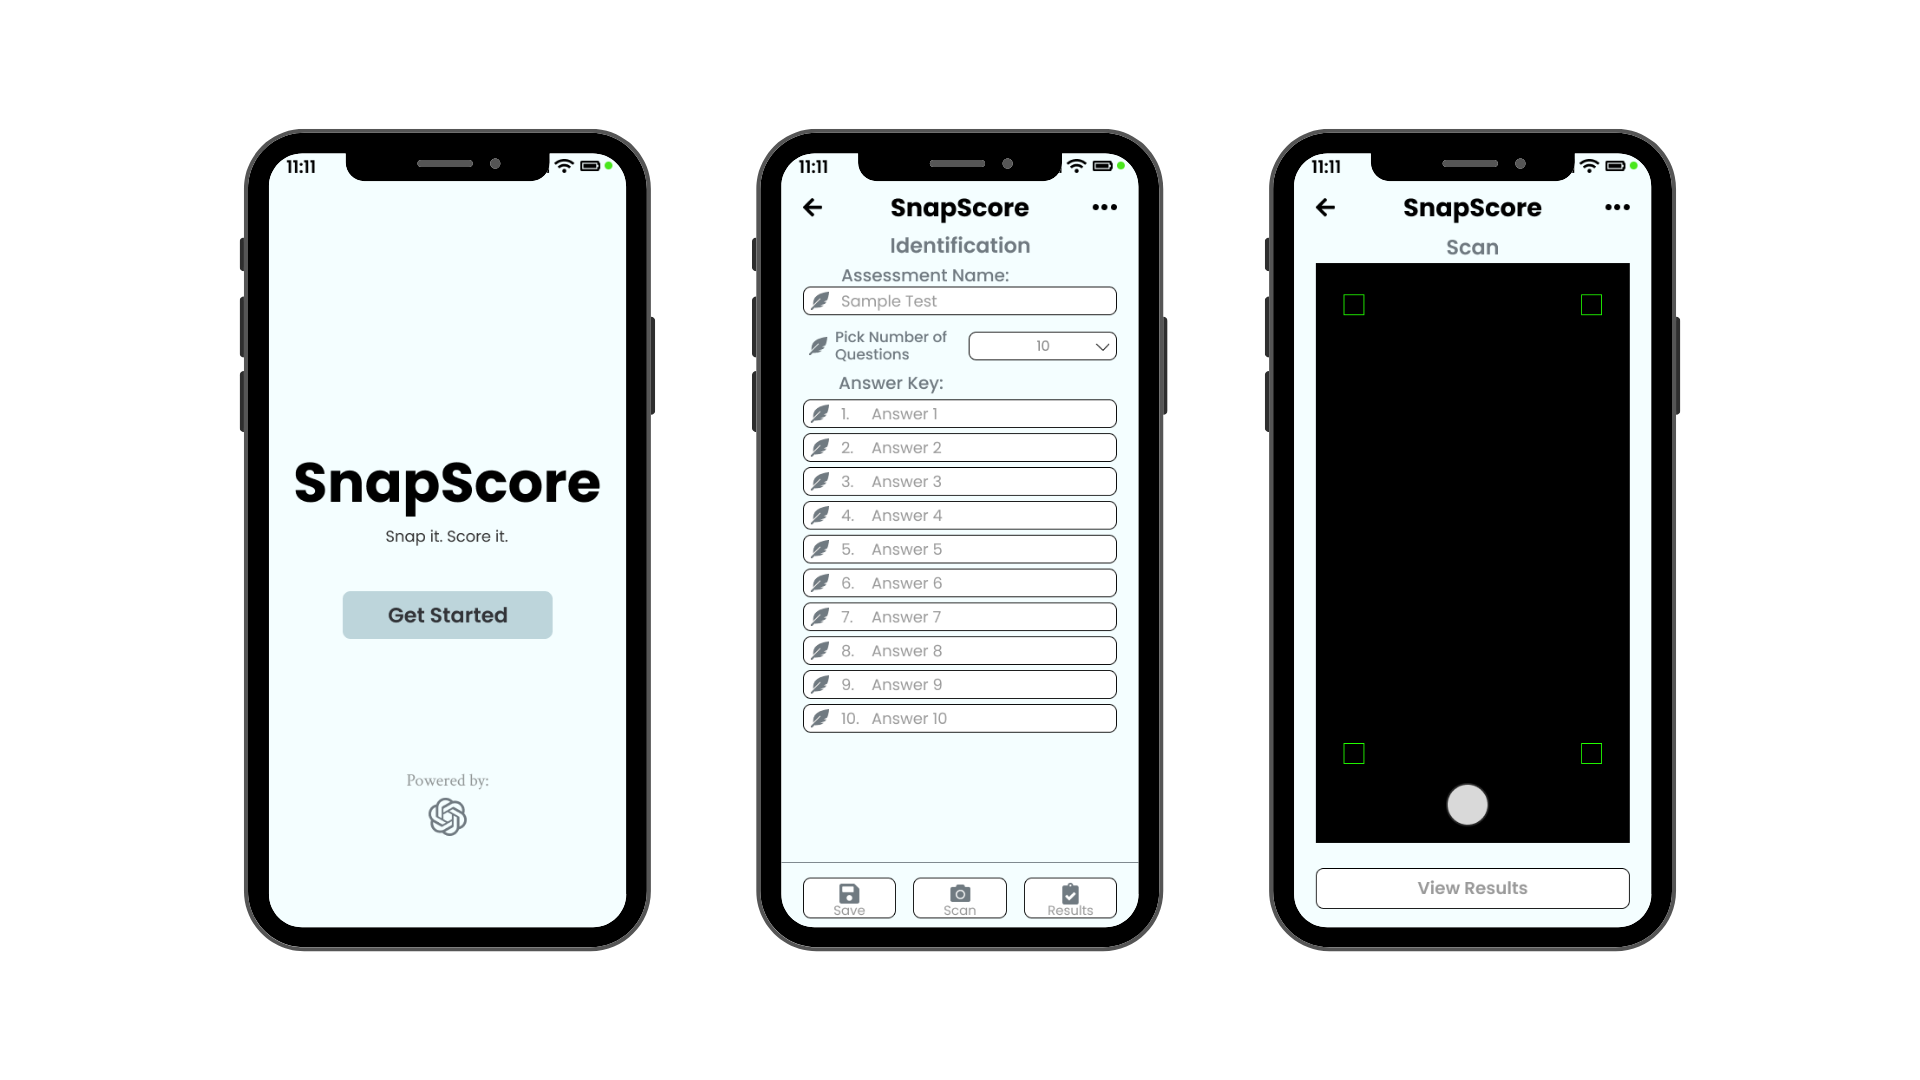 11:11
SnapScore
Snap it. Score it.
Get Started
Powered by:
11:11
SnapScore
Identification
Assessment Name:
Sample Test
Pick Number of
Questions
10
Answer Key:
1. Answer 1
2. Answer 2
3. Answer 3
4. Answer 4
5. Answer 5
6. Answer 6
7. Answer 7
8. Answer 8
9. Answer 9
10. Answer 10
Save
Scan
Results
11:11
SnapScore
Scan
View Results